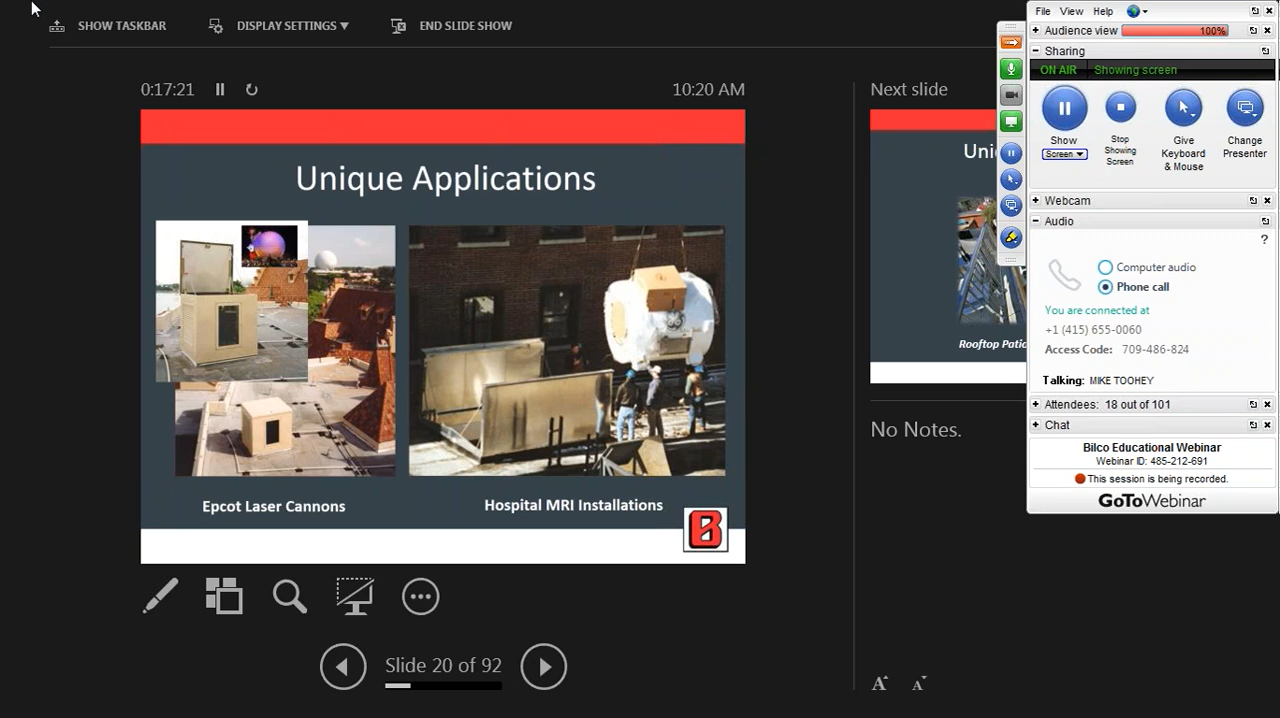 SHOW TASKBAR
DISPLAY SETTINGS ▼
END SLIDE SHOW
0:17:21
10:20 AM
Unique Applications
Epcot Laser Cannons
Hospital MRI Installations
B
Slide 20 of 92
Next slide
Rooftop
No Notes.
A
A
File View Help
Audience view
100%
Sharing
ON AIR
Showing screen
Show
Screen
Stop
Showing
Screen
Give
Keyboard
& Mouse
Change
Presenter
Webcam
Audio
?
Computer audio
Phone call
You are connected at
+1 (415) 655-0060
Access Code: 709-486-824
Talking: MIKE TOOHEY
Attendees: 18 out of 101
Chat
Bilco Educational Webinar
Webinar ID: 485-212-691
This session is being recorded.
GoToWebinar